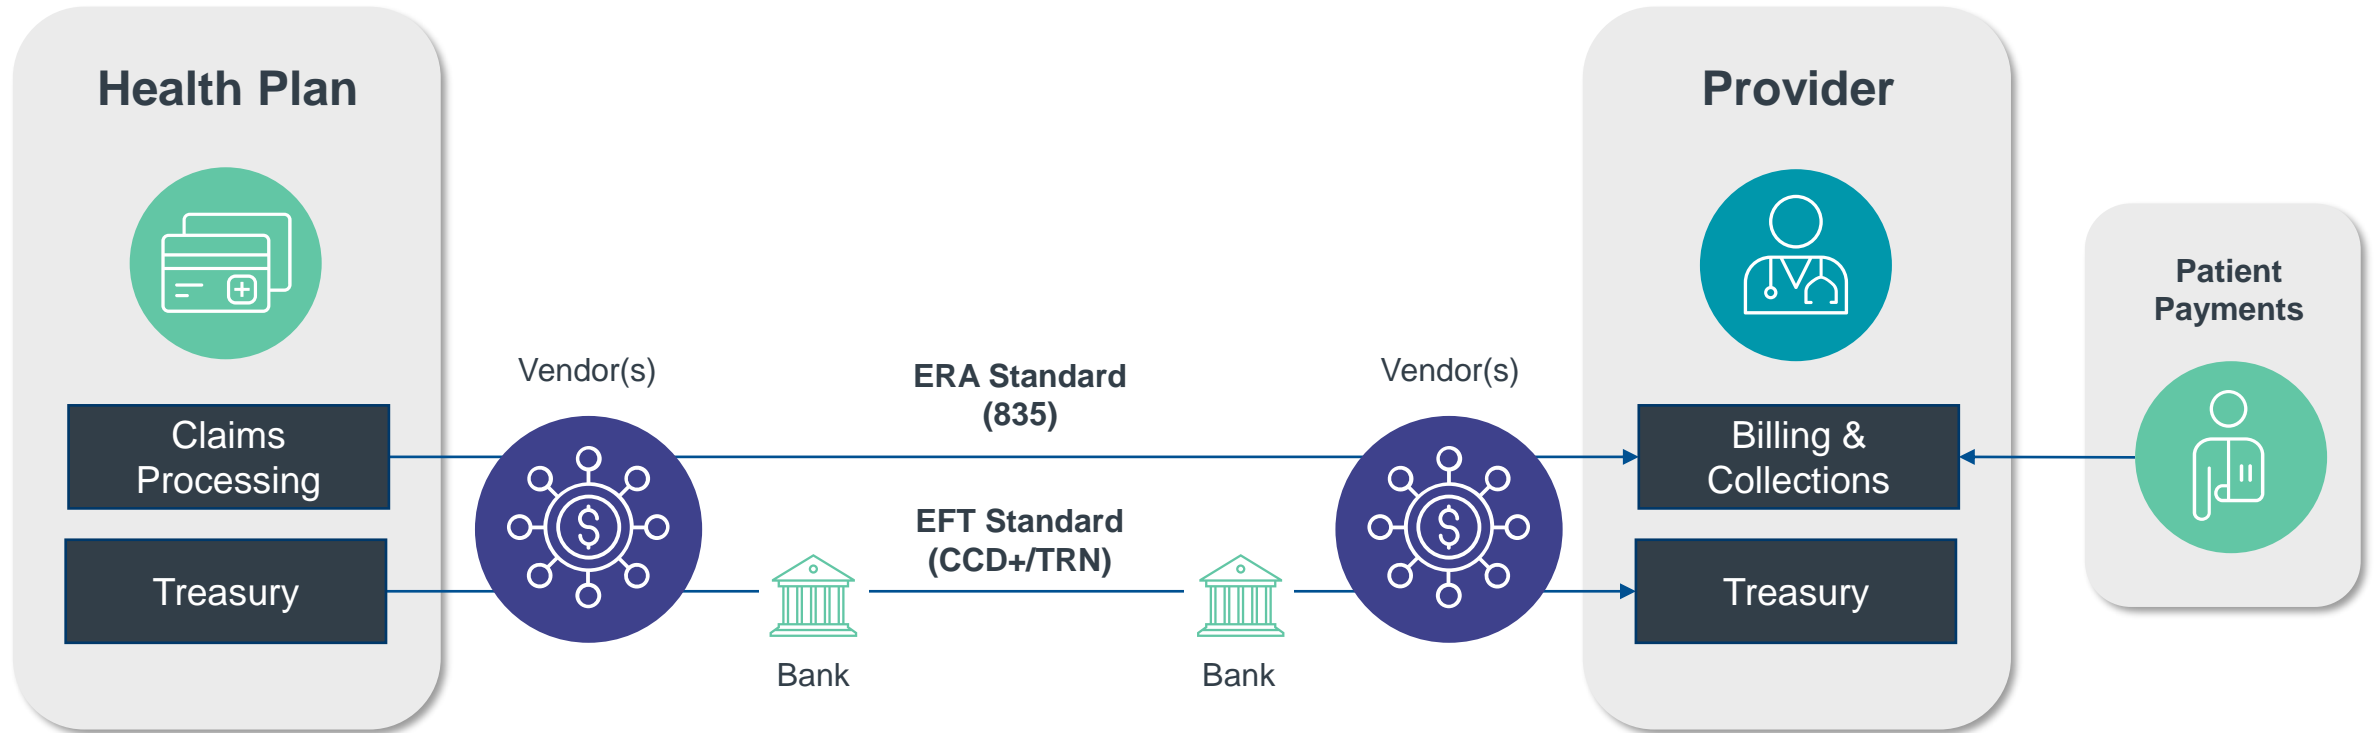 Health Plan
Provider
Patient
Payments
Vendor(s)
ERA Standard
(835)
Vendor(s)
Claims
Processing
Billing &
Collections
EFT Standard
(CCD+/TRN)
Treasury
Treasury
Bank
Bank